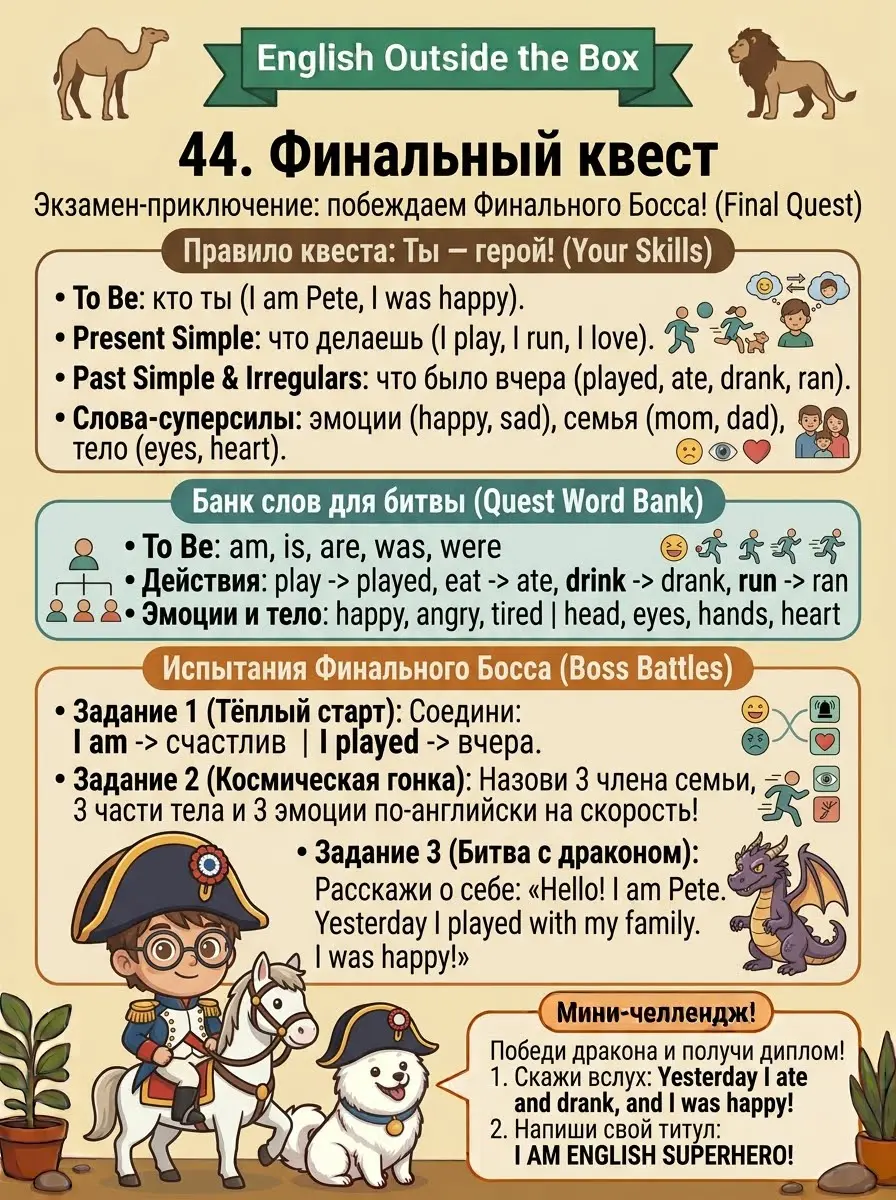 English Outside the Box
44. Финальный квест
Экзамен-приключение: побеждаем Финального Босса! (Final Quest)
Правило квеста: Ты — герой! (Your Skills)
• To Be: кто ты (I am Pete, I was happy).
• Present Simple: что делаешь (I play, I run, I love).
• Past Simple & Irregulars: что было вчера (played, ate, drank, ran).
• Слова-суперсилы: эмоции (happy, sad), семья (mom, dad),
тело (eyes, heart).
Банк слов для битвы (Quest Word Bank)
• To Be: am, is, are, was, were
• Действия: play -> played, eat -> ate, drink -> drank, run -> ran
• Эмоции и тело: happy, angry, tired | head, eyes, hands, heart
Испытания Финального Босса (Boss Battles)
• Задание 1 (Тёплый старт): Соедини:
I am -> счастлив | I played -> вчера.
• Задание 2 (Космическая гонка): Назови 3 члена семьи,
3 части тела и 3 эмоции по-английски на скорость!
• Задание 3 (Битва с драконом):
Расскажи о себе: «Hello! I am Pete.
Yesterday I played with my family.
I was happy!»
Мини-челлендж!
Победи дракона и получи диплом!
1. Скажи вслух: Yesterday I ate
and drank, and I was happy!
2. Напиши свой титул:
I AM ENGLISH SUPERHERO!